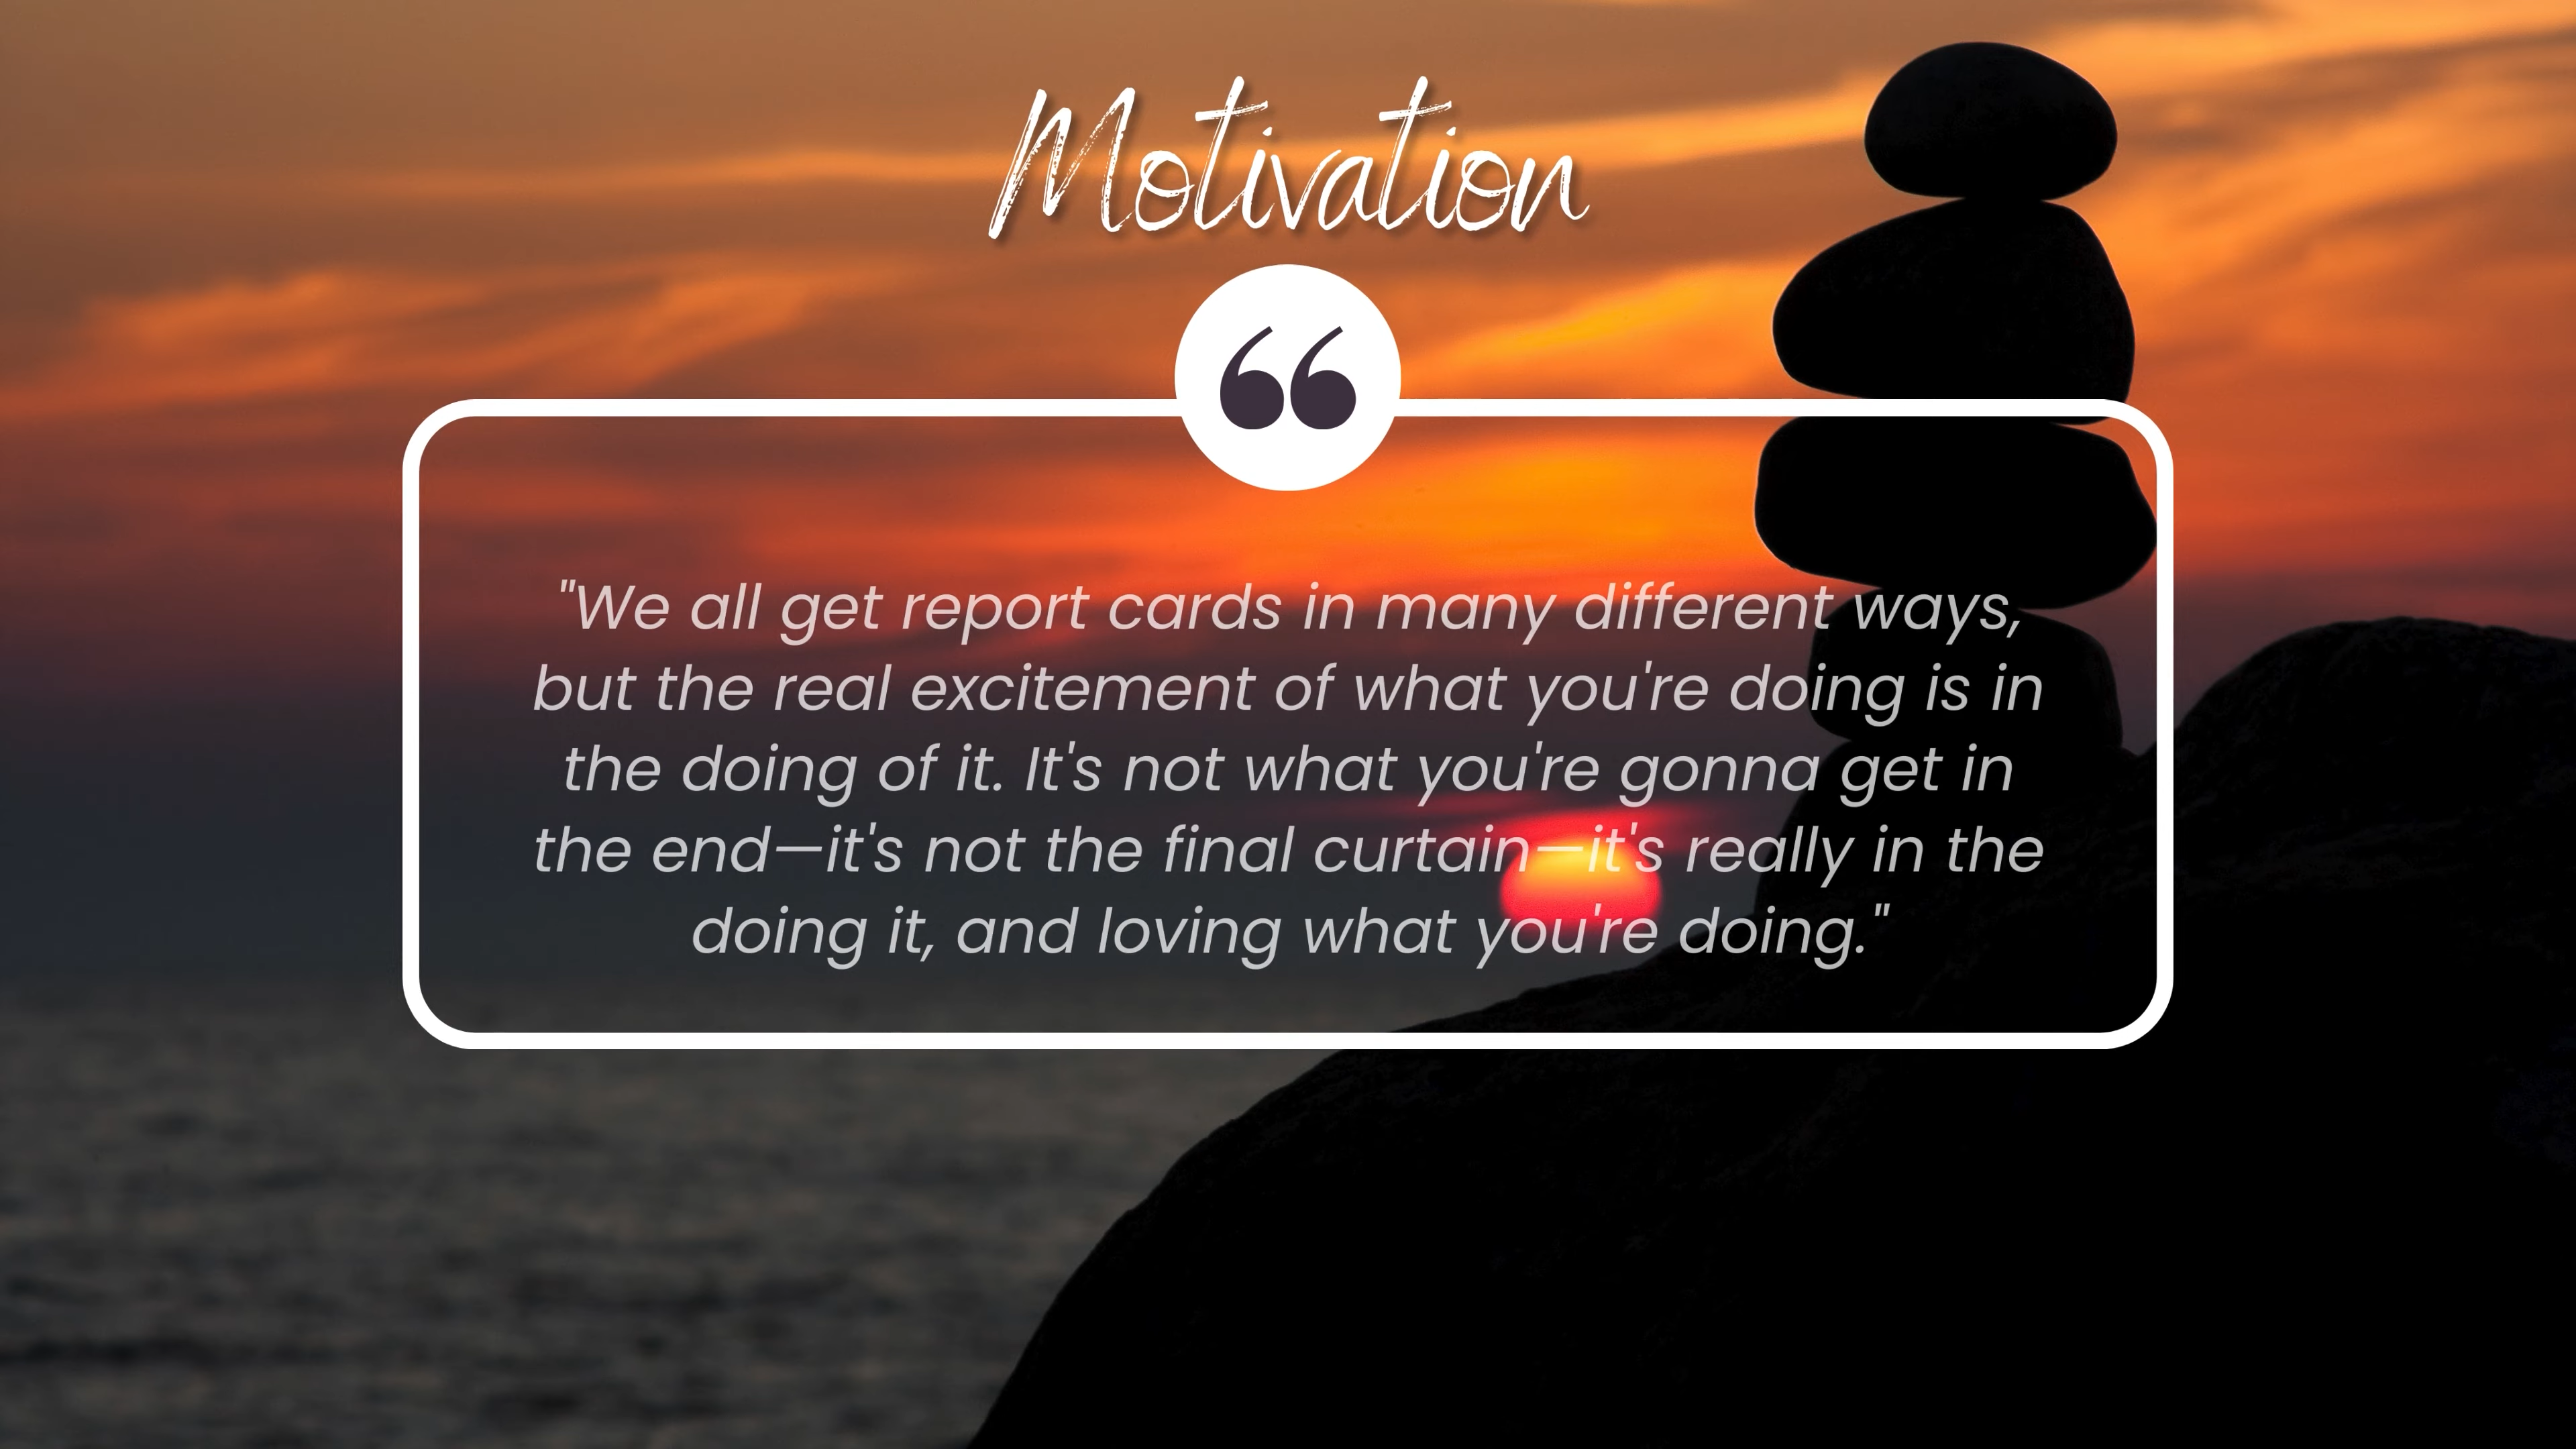 Motivation
“
"We all get report cards in many different ways,
but the real excitement of what you're doing is in
the doing of it. It's not what you're gonna get in
the end—it's not the final curtain—it's really in the
doing it, and loving what you're doing."